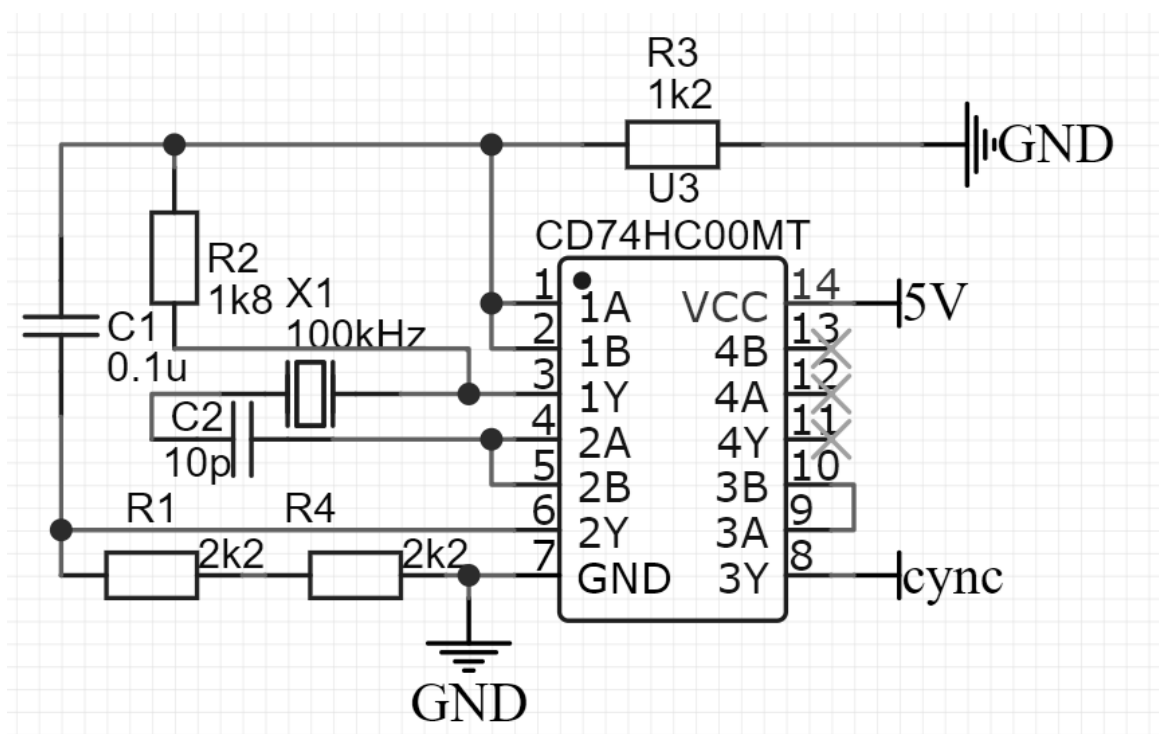 R3
1k2
GND
U3
CD74HC00MT
R2
1k8
X1
100kHz
C1
0.1u
C2
10p
R1
2k2
R4
2k2
1 1A VCC 14 5V
2 1B 4B 13
3 1Y 4A 12
4 2A 4Y 11
5 2B 3B 10
6 2Y 3A 9
7 GND 3Y 8 cync
GND